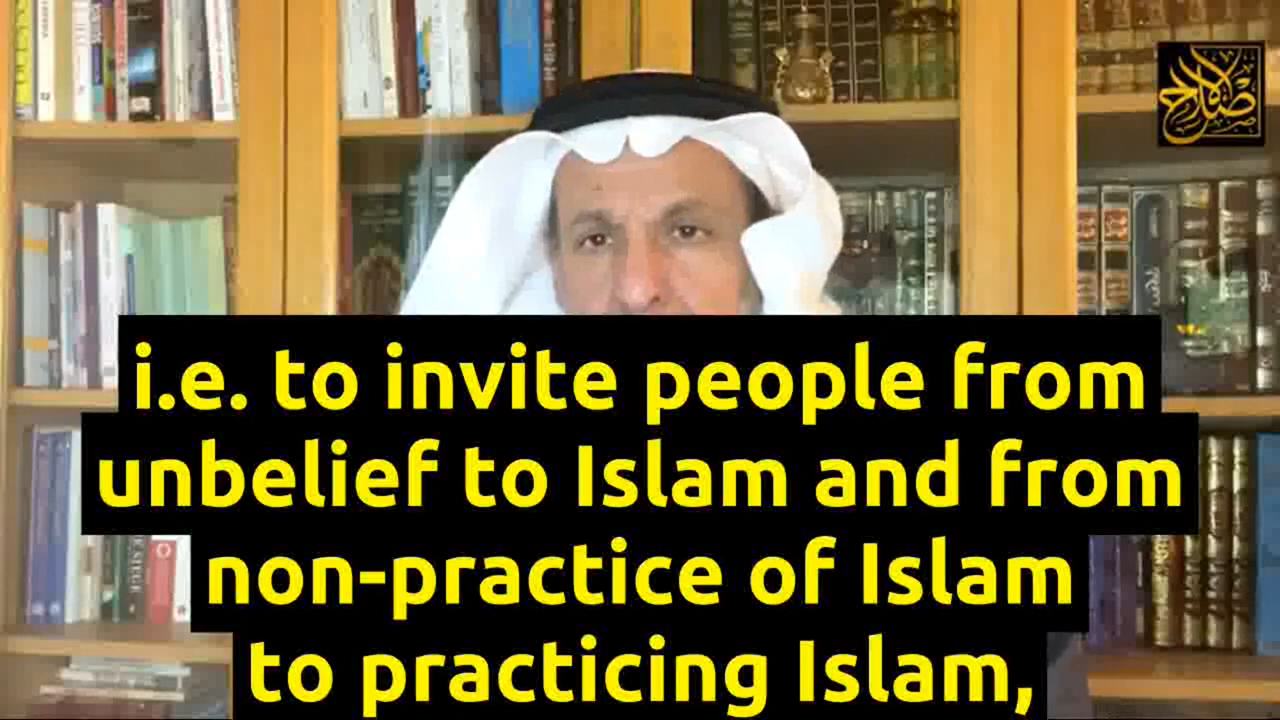 i.e. to invite people from
unbelief to Islam and from
non-practice of Islam
to practicing Islam,